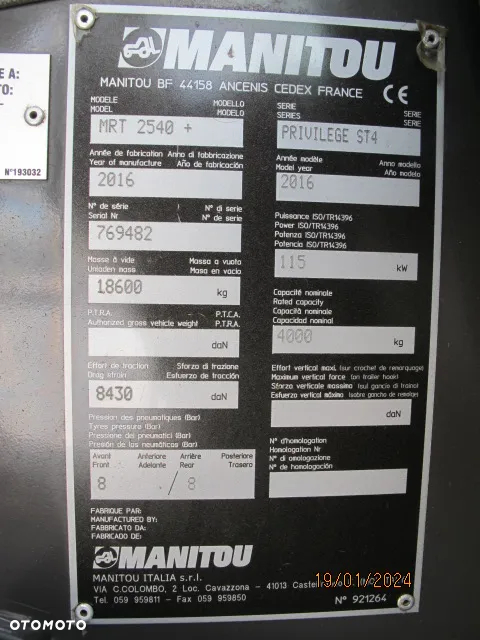 E A:
TO:
N°193032
MANITOU
MANITOU BF 44158 ANCENIS CEDEX FRANCE CE
MODELE MODELLO
MODEL MODELO
MRT 2540 +
SERIE SERIE
SERIES SERIE
PRIVILEGE ST4
Année de fabrication Anno di fabbricazione
Year of manufacture Año de fabricación
2016
Année modèle Anno modello
Model year Año modelo
2016
N° de série N° di serie
Serial Nr N° de serie
769482
Puissance ISO/TR14396
Power ISO/TR14396
Potenza ISO/TR14396
Potencia ISO/TR14396
115 kW
Masse à vide Massa a vuoto
Unladen mass Masa en vacío
18600 kg
Capacité nominale
Rated capacity
Capacità nominale
Capacidad nominal
4000 kg
P.T.R.A. P.T.C.A.
Authorized gross vehicle weight P.T.R.A.
daN
Effort de traction Sforzo di trazione
Drag strain Esfuerzo de tracción
8430 daN
Effort vertical maxi. (sur crochet de remorquage)
Maximum vertical force (on trailer hook)
Sforzo verticale massimo (sul gancio di traino)
Esfuerzo vertical máximo (sobre gancho de remolque)
daN
Pression des pneumatiques (Bar)
Tyres pressure (Bar)
Pressione dei pneumatici (Bar)
Presión de los neumáticos (Bar)
Avant Anteriore Arrière Posteriore
Front Adelante Rear Trasera
8 / 8
N° d'homologation
Homologation Nr
N° di omologazione
N° de homologación
FABRIQUE PAR:
MANUFACTURED BY:
FABBRICATO DA:
FABRICADO DE:
MANITOU
MANITOU ITALIA s.r.l.
VIA C.COLOMBO, 2 Loc. Cavazzona - 41013
Tel. 059 959811 - Fax 059 959850
19/01/2024
N° 921264
OTOMOTO